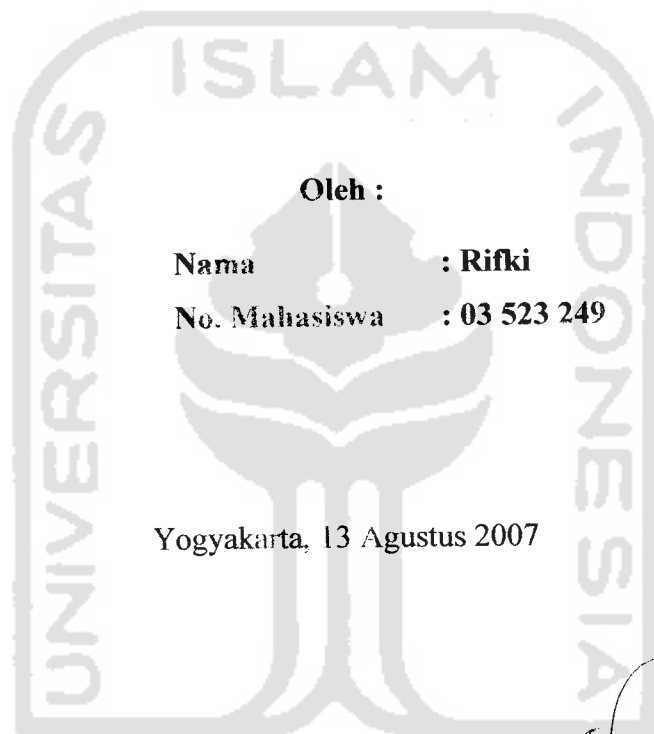 ISLAM
UNIVERSITAS
INDONESIA
Oleh :
Nama : Rifki
No. Mahasiswa : 03 523 249
Yogyakarta, 13 Agustus 2007